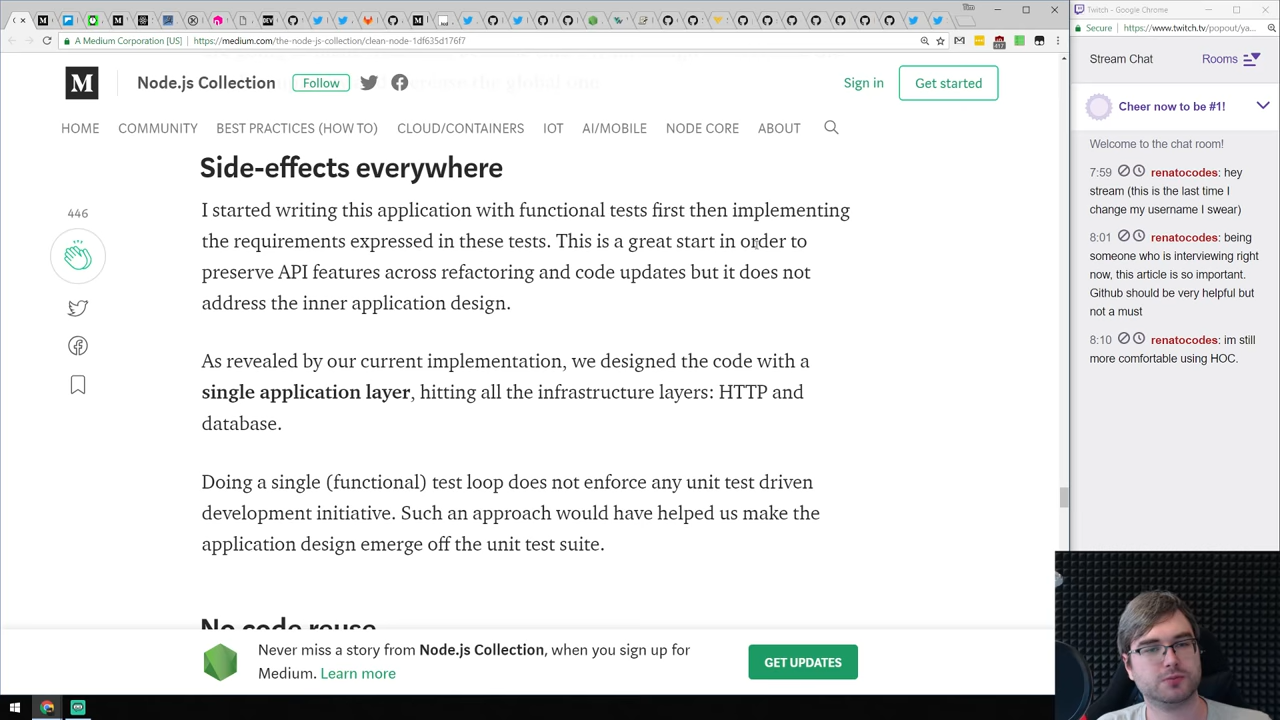 Tim
Twitch - Google Chrome
A Medium Corporation [US]
https://medium.com/the-node-js-collection/clean-node-1df635d176f7
Secure
https://www.twitch.tv/popout/ya...
Node.js Collection
Follow
Sign in
Get started
HOME
COMMUNITY
BEST PRACTICES (HOW TO)
CLOUD/CONTAINERS
IOT
AI/MOBILE
NODE CORE
ABOUT
Side-effects everywhere
446
I started writing this application with functional tests first then implementing
the requirements expressed in these tests. This is a great start in order to
preserve API features across refactoring and code updates but it does not
address the inner application design.
As revealed by our current implementation, we designed the code with a
single application layer, hitting all the infrastructure layers: HTTP and
database.
Doing a single (functional) test loop does not enforce any unit test driven
development initiative. Such an approach would have helped us make the
application design emerge off the unit test suite.
No code reuse
Never miss a story from Node.js Collection, when you sign up for
Medium. Learn more
GET UPDATES
Stream Chat
Rooms
Cheer now to be #1!
Welcome to the chat room!
7:59 renatocodes: hey
stream (this is the last time I
change my username I swear)
8:01 renatocodes: being
someone who is interviewing right
now, this article is so important.
Github should be very helpful but
not a must
8:10 renatocodes: im still
more comfortable using HOC.